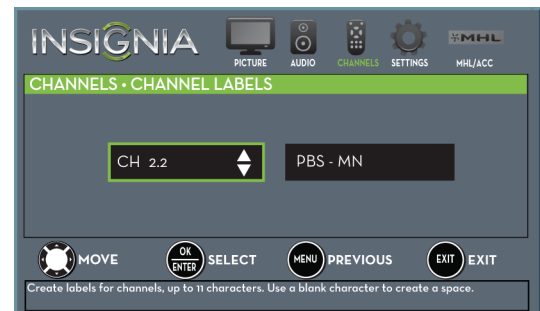 INSIGNIA
PICTURE AUDIO CHANNELS SETTINGS MHL/ACC
MHL
CHANNELS • CHANNEL LABELS
CH 2.2 PBS - MN
MOVE OK ENTER SELECT MENU PREVIOUS EXIT EXIT
Create labels for channels, up to 11 characters. Use a blank character to create a space.